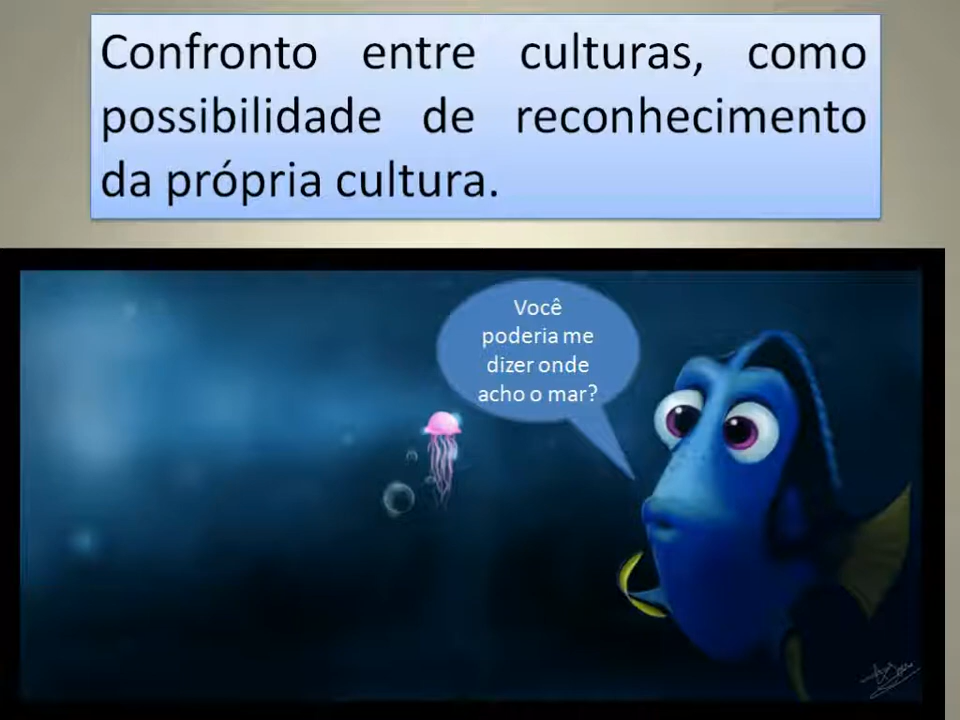 Confronto entre culturas, como
possibilidade de reconhecimento
da própria cultura.
Você
poderia me
dizer onde
acho o mar?